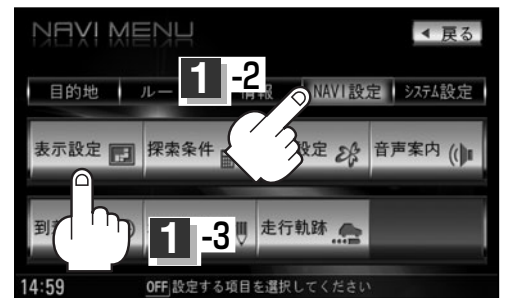 NAVI MENU
◀ 戻る
目的地 ルー 1-2 情報 NAVI設定 システム設定
表示設定 探索条件 設定 音声案内
到 1-3 走行軌跡
14:59 OFF 設定する項目を選択してください